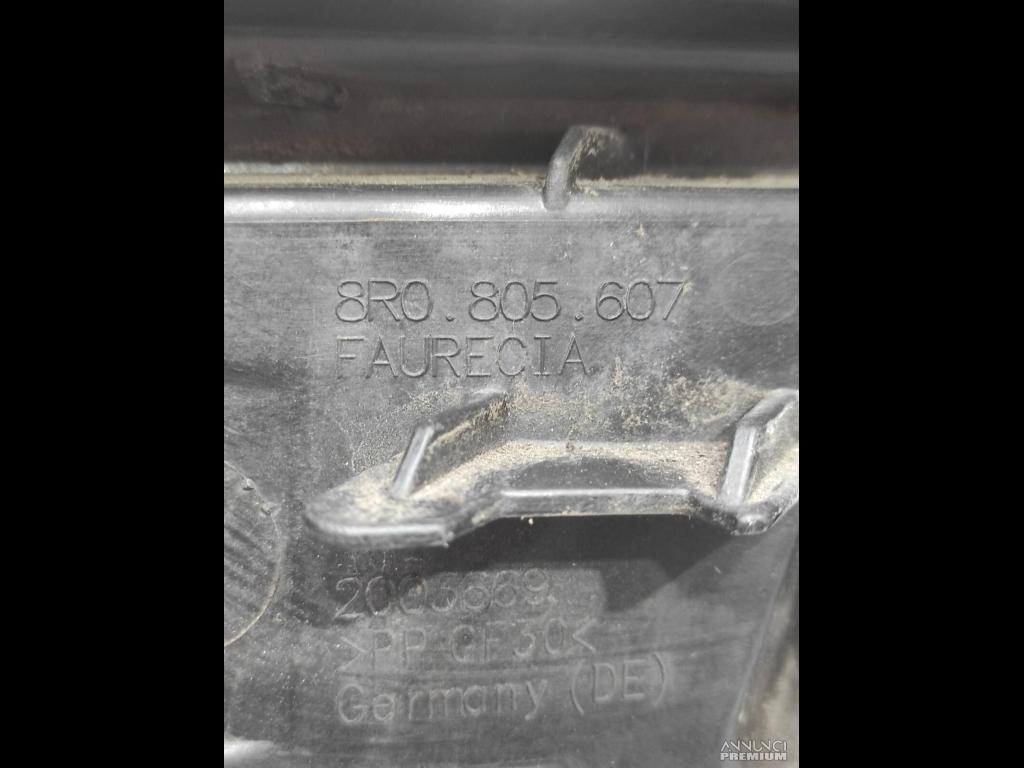 8R0.805.607
FAURECIA
>PP GF30<
Germany (DE)
ANNUNCI
PREMIUM